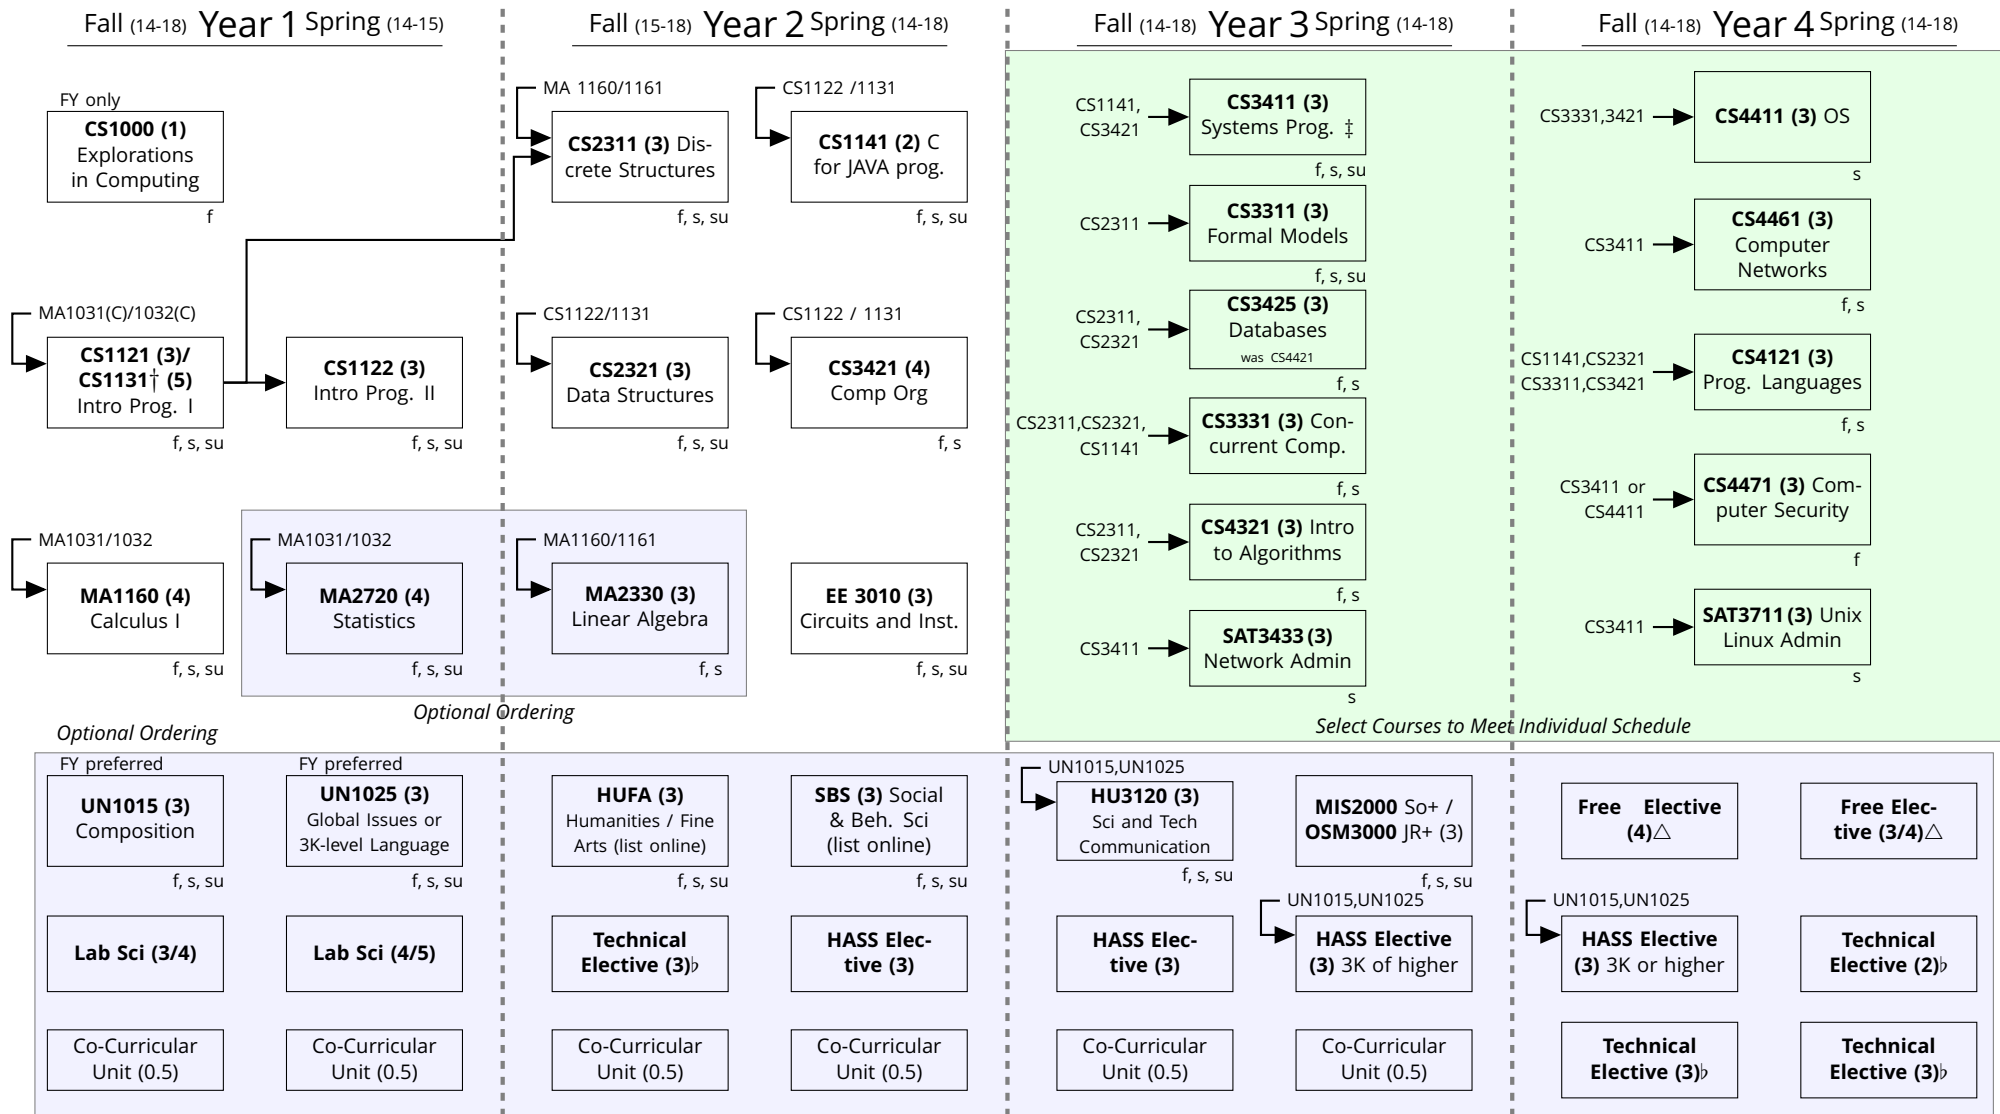 Fall (14-18) Year 1 Spring (14-15)
Fall (15-18) Year 2 Spring (14-18)
Fall (14-18) Year 3 Spring (14-18)
Fall (14-18) Year 4 Spring (14-18)
FY only
CS1000 (1)
Explorations
in Computing
f
MA1031(C)/1032(C)
CS1121 (3)/
CS1131† (5)
Intro Prog. I
f, s, su
CS1122 (3)
Intro Prog. II
f, s, su
MA1031/1032
MA1160 (4)
Calculus I
f, s, su
MA1031/1032
MA2720 (4)
Statistics
f, s, su
MA 1160/1161
CS2311 (3) Dis-
crete Structures
f, s, su
CS1122 /1131
CS1141 (2) C
for JAVA prog.
f, s, su
CS1122/1131
CS2321 (3)
Data Structures
f, s, su
CS1122 / 1131
CS3421 (4)
Comp Org
f, s
MA1160/1161
MA2330 (3)
Linear Algebra
f, s
EE 3010 (3)
Circuits and Inst.
f, s, su
Optional Ordering
CS1141,
CS3421
CS3411 (3)
Systems Prog. ‡
f, s, su
CS2311
CS3311 (3)
Formal Models
f, s, su
CS2311,
CS2321
CS3425 (3)
Databases
was CS4421
f, s
CS2311,CS2321,
CS1141
CS3331 (3) Con-
current Comp.
f, s
CS2311,
CS2321
CS4321 (3) Intro
to Algorithms
f, s
CS3411
SAT3433 (3)
Network Admin
s
CS3331,3421
CS4411 (3) OS
s
CS3411
CS4461 (3)
Computer
Networks
f, s
CS1141,CS2321
CS3311,CS3421
CS4121 (3)
Prog. Languages
f, s
CS3411 or
CS4411
CS4471 (3) Com-
puter Security
f
CS3411
SAT3711 (3) Unix
Linux Admin
s
Select Courses to Meet Individual Schedule
Optional Ordering
FY preferred
UN1015 (3)
Composition
f, s, su
FY preferred
UN1025 (3)
Global Issues or
3K-level Language
f, s, su
HUFA (3)
Humanities / Fine
Arts (list online)
f, s, su
SBS (3) Social
& Beh. Sci
(list online)
f, s, su
UN1015,UN1025
HU3120 (3)
Sci and Tech
Communication
f, s, su
MIS2000 So+ /
OSM3000 JR+ (3)
f, s, su
Free Elective
(4)△
Free Elec-
tive (3/4)△
Lab Sci (3/4)
Lab Sci (4/5)
Technical
Elective (3)♭
HASS Elec-
tive (3)
HASS Elec-
tive (3)
UN1015,UN1025
HASS Elective
(3) 3K of higher
UN1015,UN1025
HASS Elective
(3) 3K or higher
Technical
Elective (2)♭
Co-Curricular
Unit (0.5)
Co-Curricular
Unit (0.5)
Co-Curricular
Unit (0.5)
Co-Curricular
Unit (0.5)
Co-Curricular
Unit (0.5)
Co-Curricular
Unit (0.5)
Technical
Elective (3)♭
Technical
Elective (3)♭